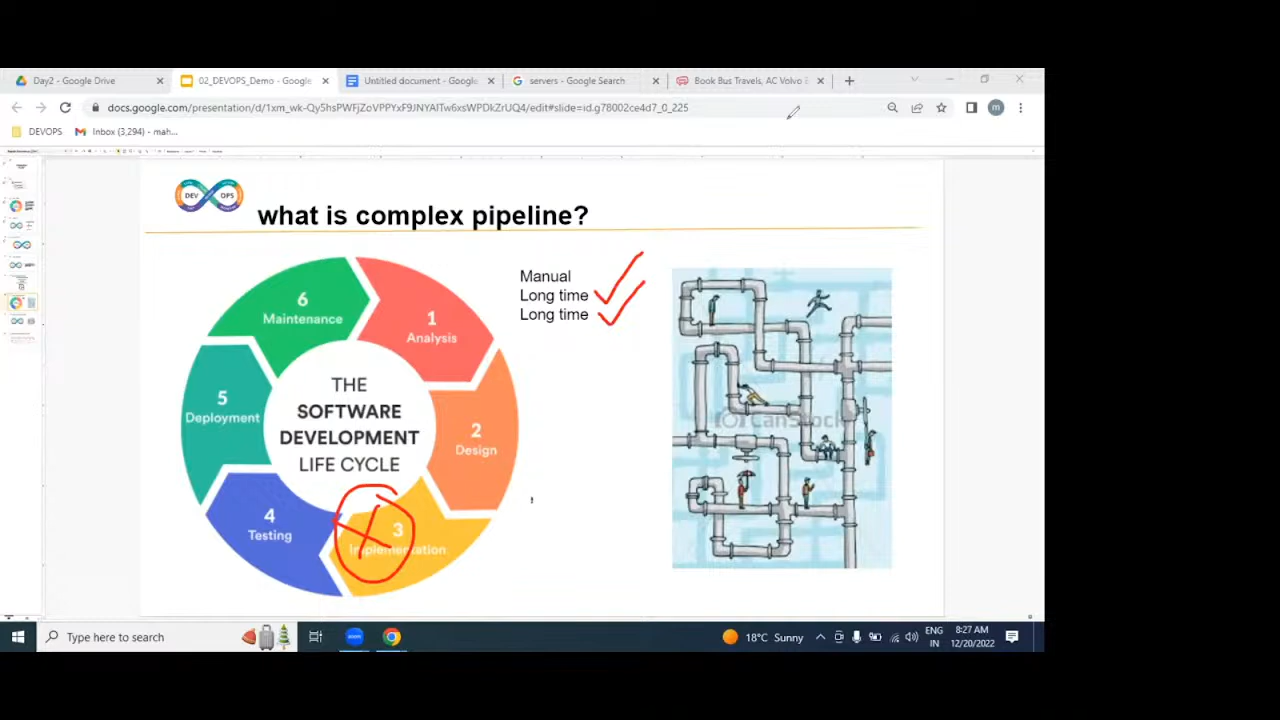 Day2 - Google Drive
02_DEVOPS_Demo - Google
Untitled document - Google
servers - Google Search
Book Bus Travels, AC Volvo &
docs.google.com/presentation/d/1xm_wk-Qy5hsPWFjZoVPPYxF9JNYAlTw6xsWPDkZrUQ4/edit#slide=id.g78002ce4d7_0_225
m
DEVOPS
Inbox (3,294) - mah...
DEV OPS
what is complex pipeline?
Manual
Long time
Long time
6
Maintenance
1
Analysis
5
Deployment
THE
SOFTWARE
DEVELOPMENT
LIFE CYCLE
2
Design
4
Testing
3
Implementation
CanStock
Type here to search
zoom
18°C Sunny
ENG
IN
8:27 AM
12/20/2022